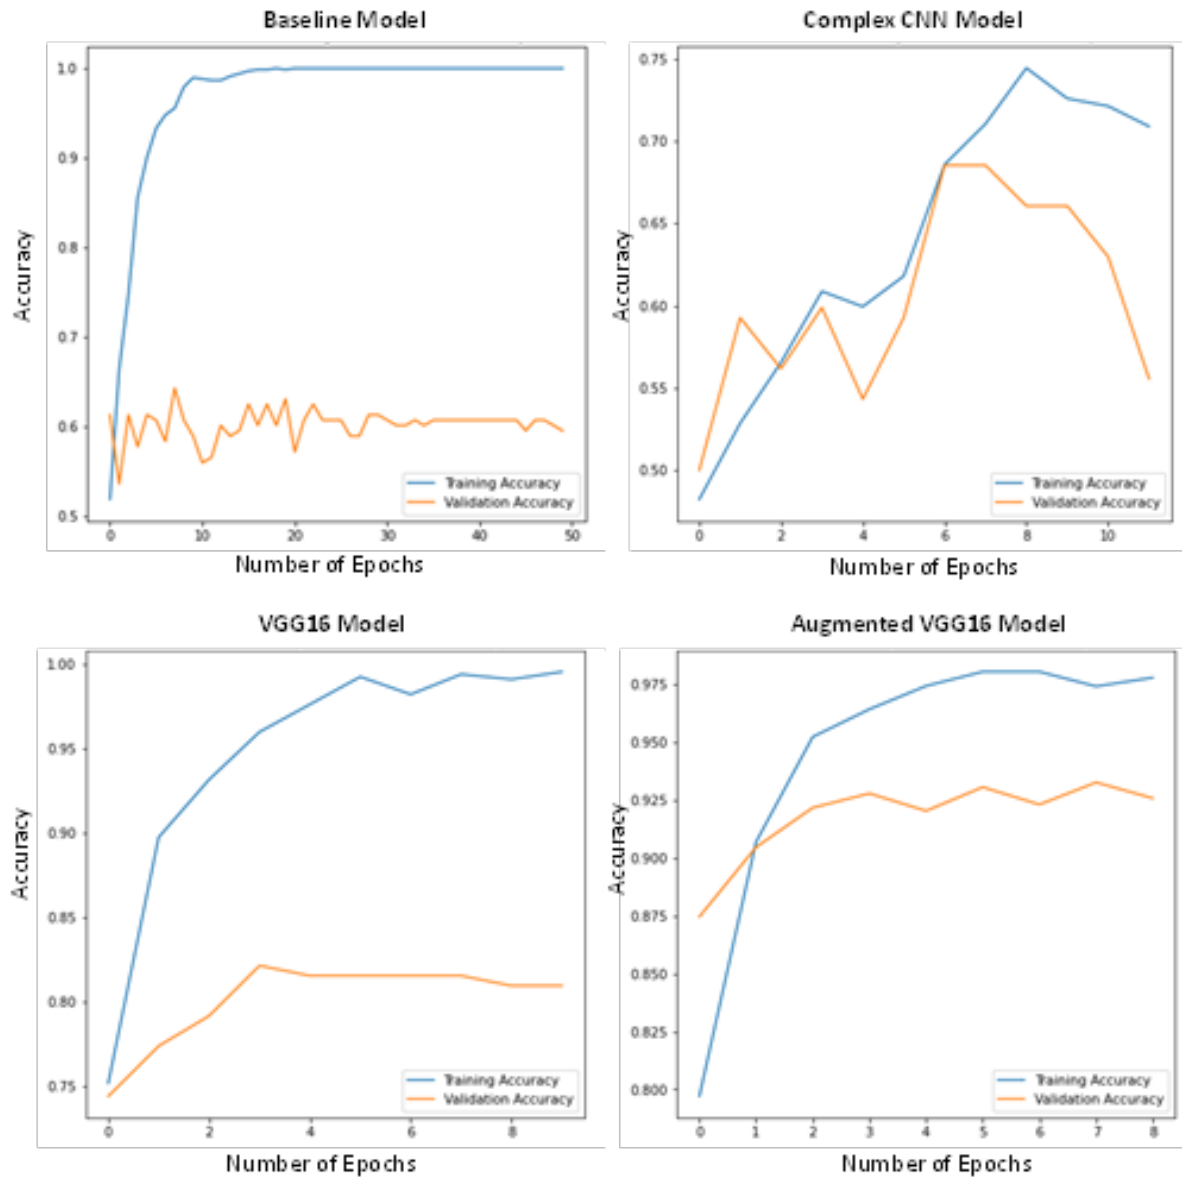 Baseline Model
Accuracy
1.0
0.9
0.8
0.7
0.6
0.5
0 10 20 30 40 50
Training Accuracy
Validation Accuracy
Number of Epochs
Complex CNN Model
Accuracy
0.75
0.70
0.65
0.60
0.55
0.50
0 2 4 6 8 10
Training Accuracy
Validation Accuracy
Number of Epochs
VGG16 Model
Accuracy
1.00
0.95
0.90
0.85
0.80
0.75
0 2 4 6 8
Training Accuracy
Validation Accuracy
Number of Epochs
Augmented VGG16 Model
Accuracy
0.975
0.950
0.925
0.900
0.875
0.850
0.825
0.800
0 1 2 3 4 5 6 7 8
Training Accuracy
Validation Accuracy
Number of Epochs